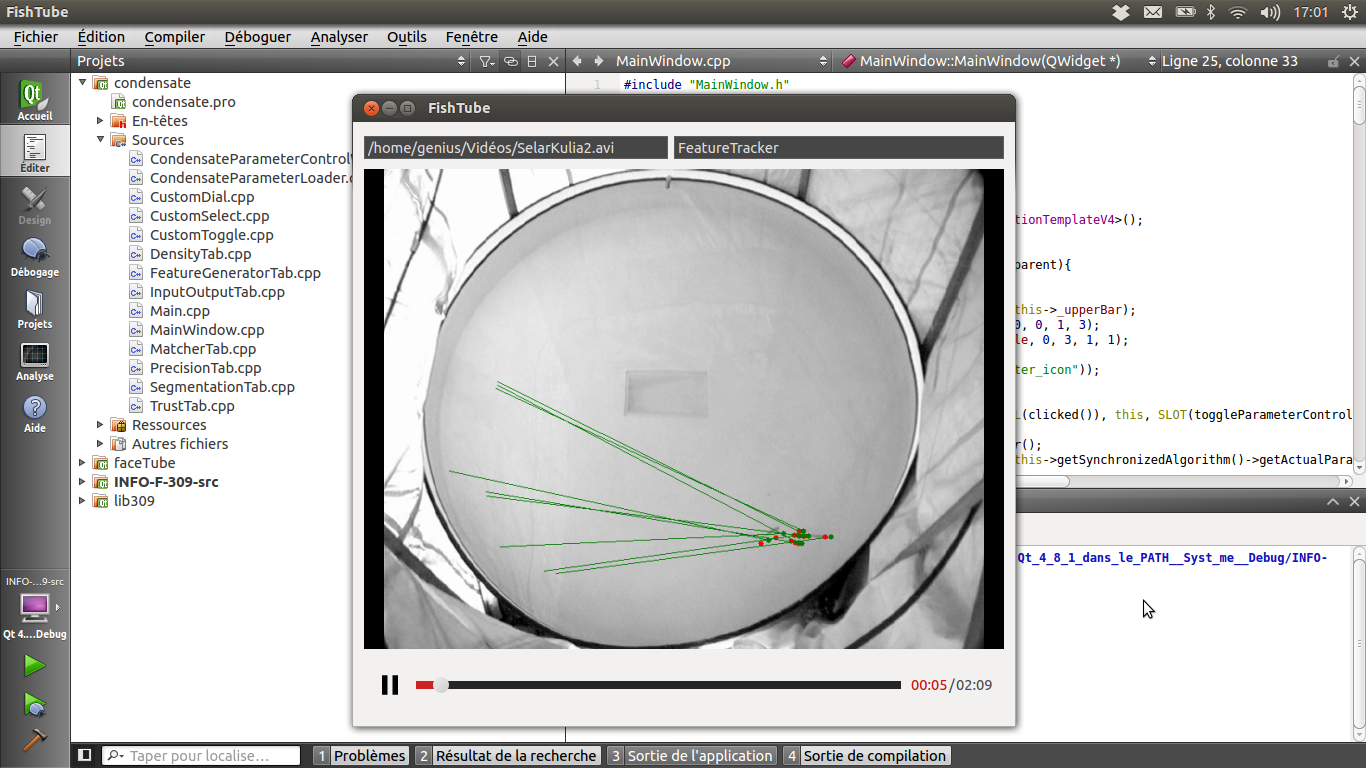 FishTube
17:01
Fichier Édition Compiler Déboguer Analyser Outils Fenêtre Aide
Projets
MainWindow.cpp
MainWindow::MainWindow(QWidget *)
Ligne 25, colonne 33
Qt
Accueil
Éditer
Design
Débogage
Projets
Analyse
Aide
condensate
condensate.pro
En-têtes
Sources
CondensateParameterControl
CondensateParameterLoader.
CustomDial.cpp
CustomSelect.cpp
CustomToggle.cpp
DensityTab.cpp
FeatureGeneratorTab.cpp
InputOutputTab.cpp
Main.cpp
MainWindow.cpp
MatcherTab.cpp
PrecisionTab.cpp
SegmentationTab.cpp
TrustTab.cpp
Ressources
Autres fichiers
faceTube
INFO-F-309-src
lib309
1 #include "MainWindow.h"
FishTube
/home/genius/Vidéos/SelarKulia2.avi
FeatureTracker
00:05/02:09
tionTemplateV4>();
parent){
this->_upperBar);
0, 0, 1, 3);
le, 0, 3, 1, 1);
ter_icon"));
L(clicked()), this, SLOT(toggleParameterControl
r();
this->getSynchronizedAlgorithm()->getActualPara
Qt_4_8_1_dans_le_PATH__Syst_me__Debug/INFO-
INFO-...9-src
Qt 4....Debug
Taper pour localise...
1 Problèmes
2 Résultat de la recherche
3 Sortie de l'application
4 Sortie de compilation